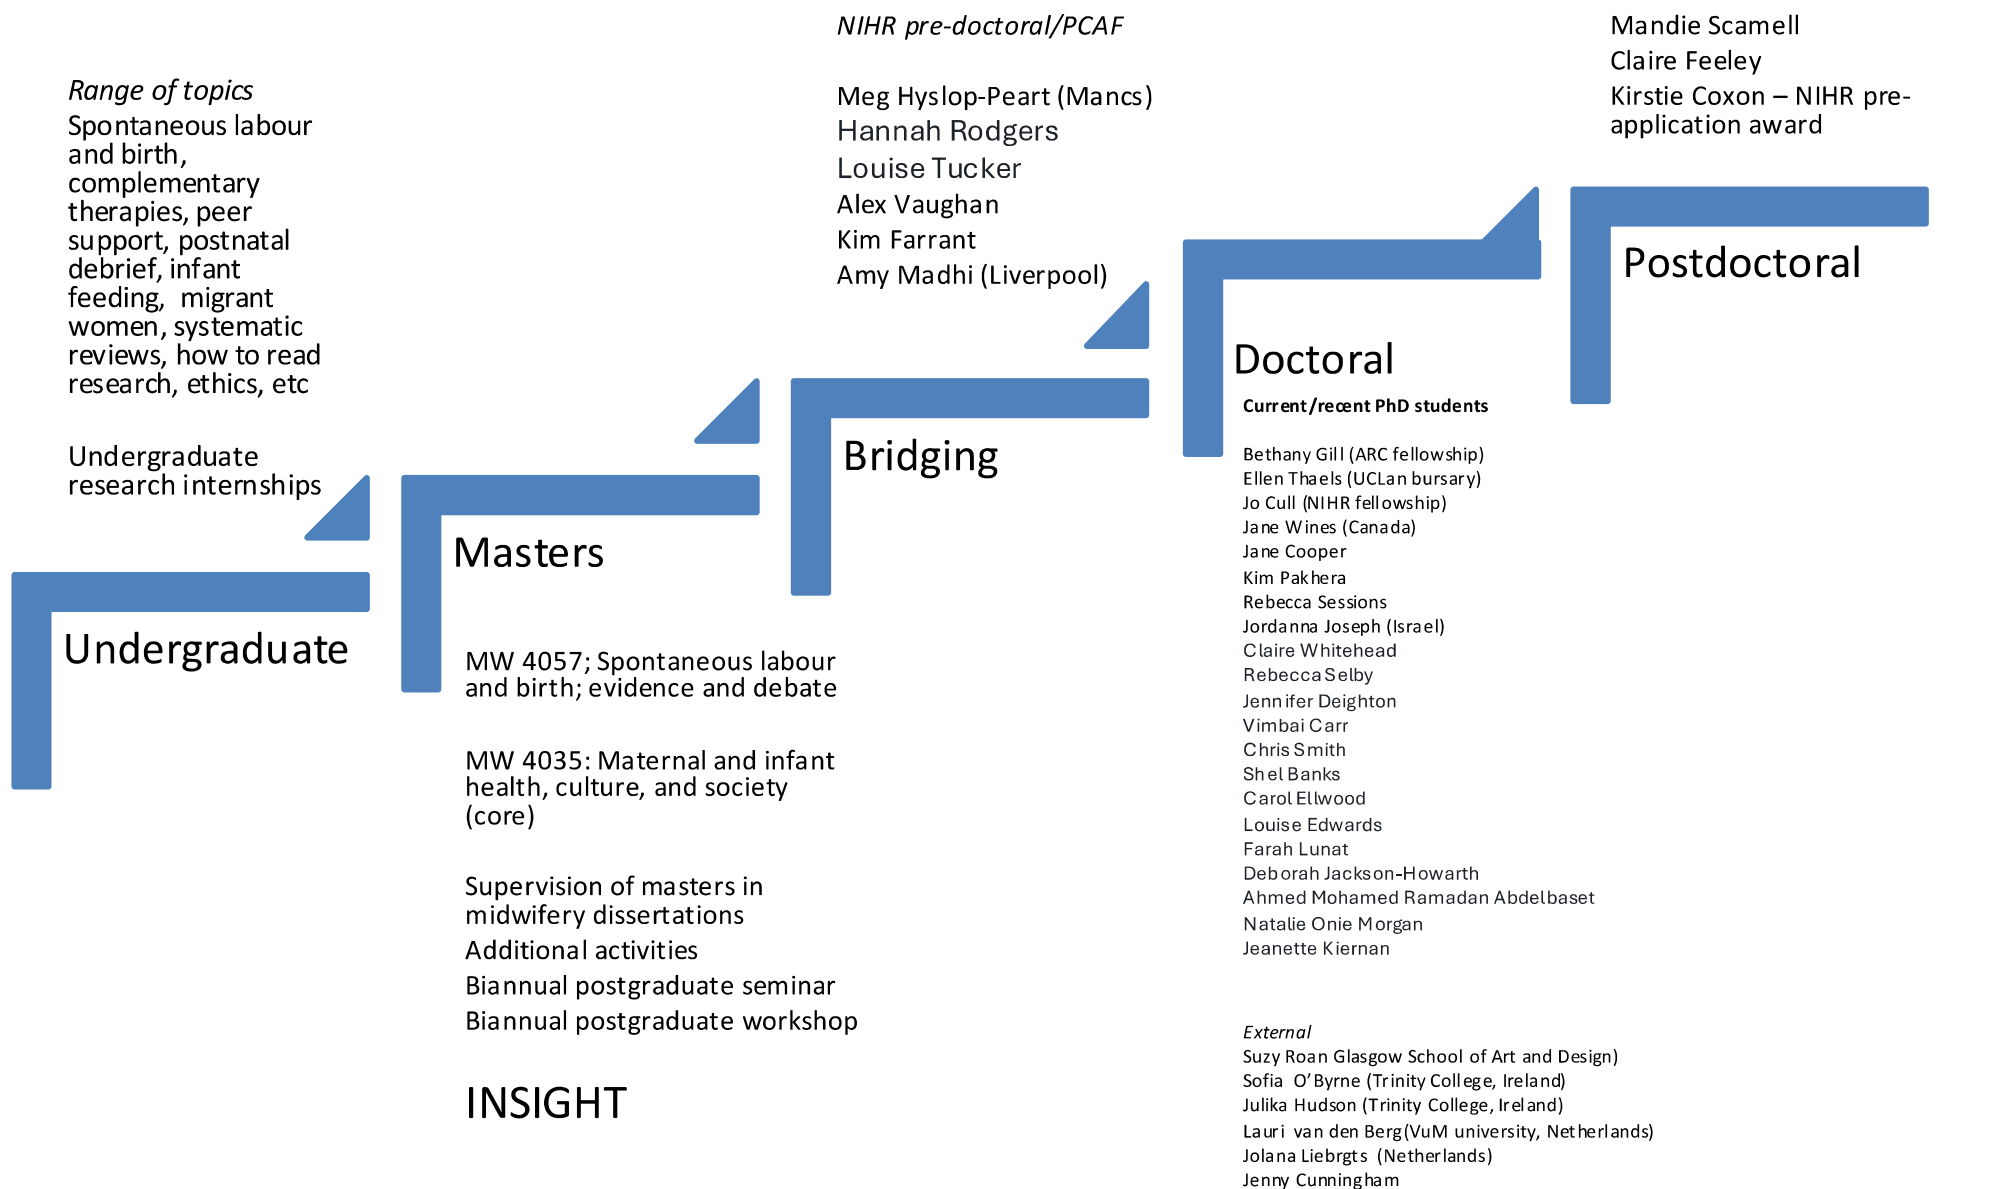 Range of topics
Spontaneous labour
and birth,
complementary
therapies, peer
support, postnatal
debrief, infant
feeding,  migrant
women, systematic
reviews, how to read
research, ethics, etc
Undergraduate
research internships
Undergraduate
Masters
MW 4057; Spontaneous labour
and birth; evidence and debate
MW 4035: Maternal and infant
health, culture, and society
(core)
Supervision of masters in
midwifery dissertations
Additional activities
Biannual postgraduate seminar
Biannual postgraduate workshop
INSIGHT
NIHR pre-doctoral/PCAF
Meg Hyslop-Peart (Mancs)
Hannah Rodgers
Louise Tucker
Alex Vaughan
Kim Farrant
Amy Madhi (Liverpool)
Bridging
Doctoral
Current/recent PhD students
Bethany Gill (ARC fellowship)
Ellen Thaels (UCLan bursary)
Jo Cull (NIHR fellowship)
Jane Wines (Canada)
Jane Cooper
Kim Pakhera
Rebecca Sessions
Jordanna Joseph (Israel)
Claire Whitehead
Rebecca Selby
Jennifer Deighton
Vimbai Carr
Chris Smith
Shel Banks
Carol Ellwood
Louise Edwards
Farah Lunat
Deborah Jackson-Howarth
Ahmed Mohamed Ramadan Abdelbaset
Natalie Onie Morgan
Jeanette Kiernan
External
Suzy Roan Glasgow School of Art and Design)
Sofia  O’Byrne (Trinity College, Ireland)
Julika Hudson (Trinity College, Ireland)
Lauri  van den Berg(VuM university, Netherlands)
Jolana Liebrgts  (Netherlands)
Jenny Cunningham
Mandie Scamell
Claire Feeley
Kirstie Coxon – NIHR pre-
application award
Postdoctoral